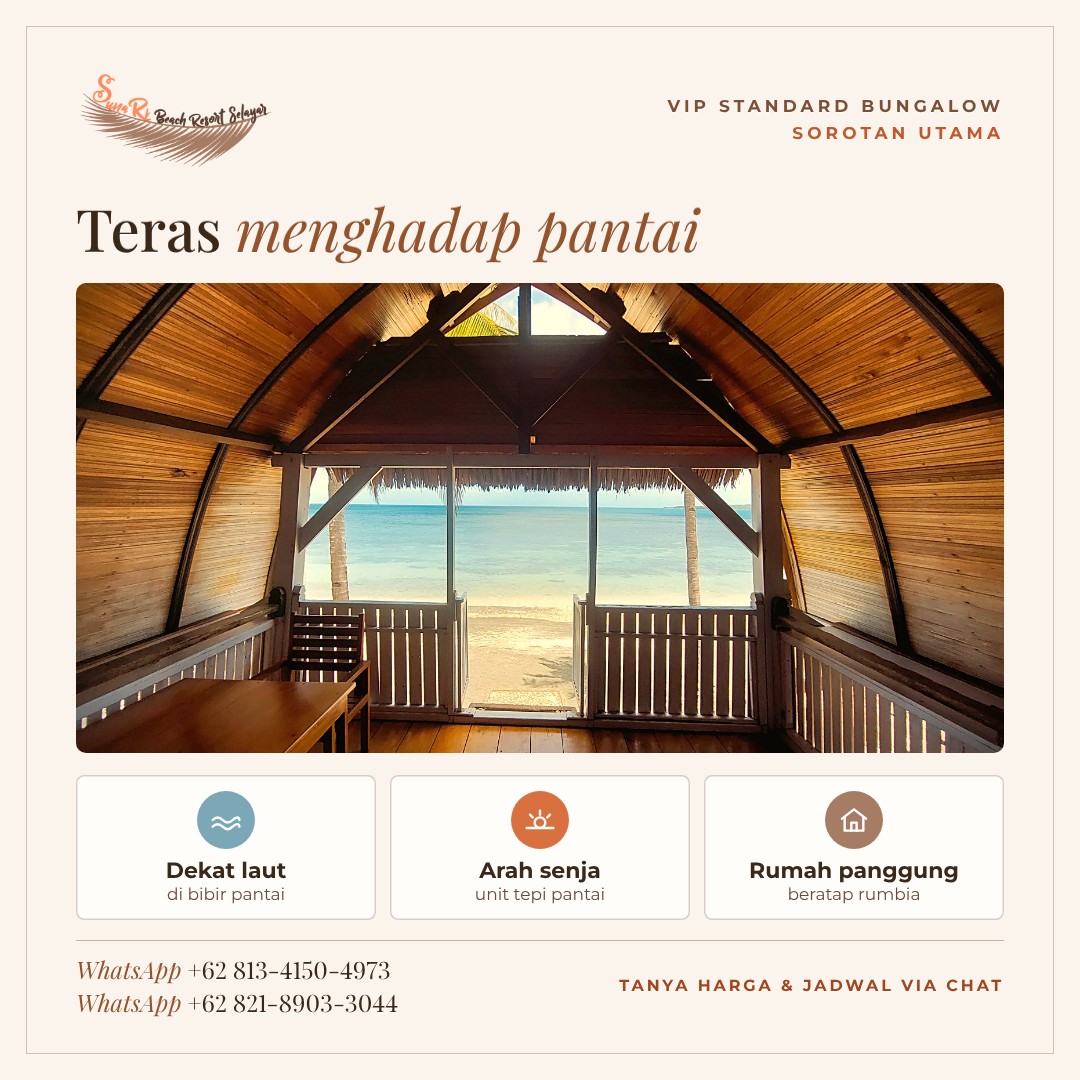 SunaRi Beach Resort Selayar
VIP STANDARD BUNGALOW
SOROTAN UTAMA
Teras menghadap pantai
Dekat laut
di bibir pantai
Arah senja
unit tepi pantai
Rumah panggung
beratap rumbia
WhatsApp +62 813-4150-4973
WhatsApp +62 821-8903-3044
TANYA HARGA & JADWAL VIA CHAT